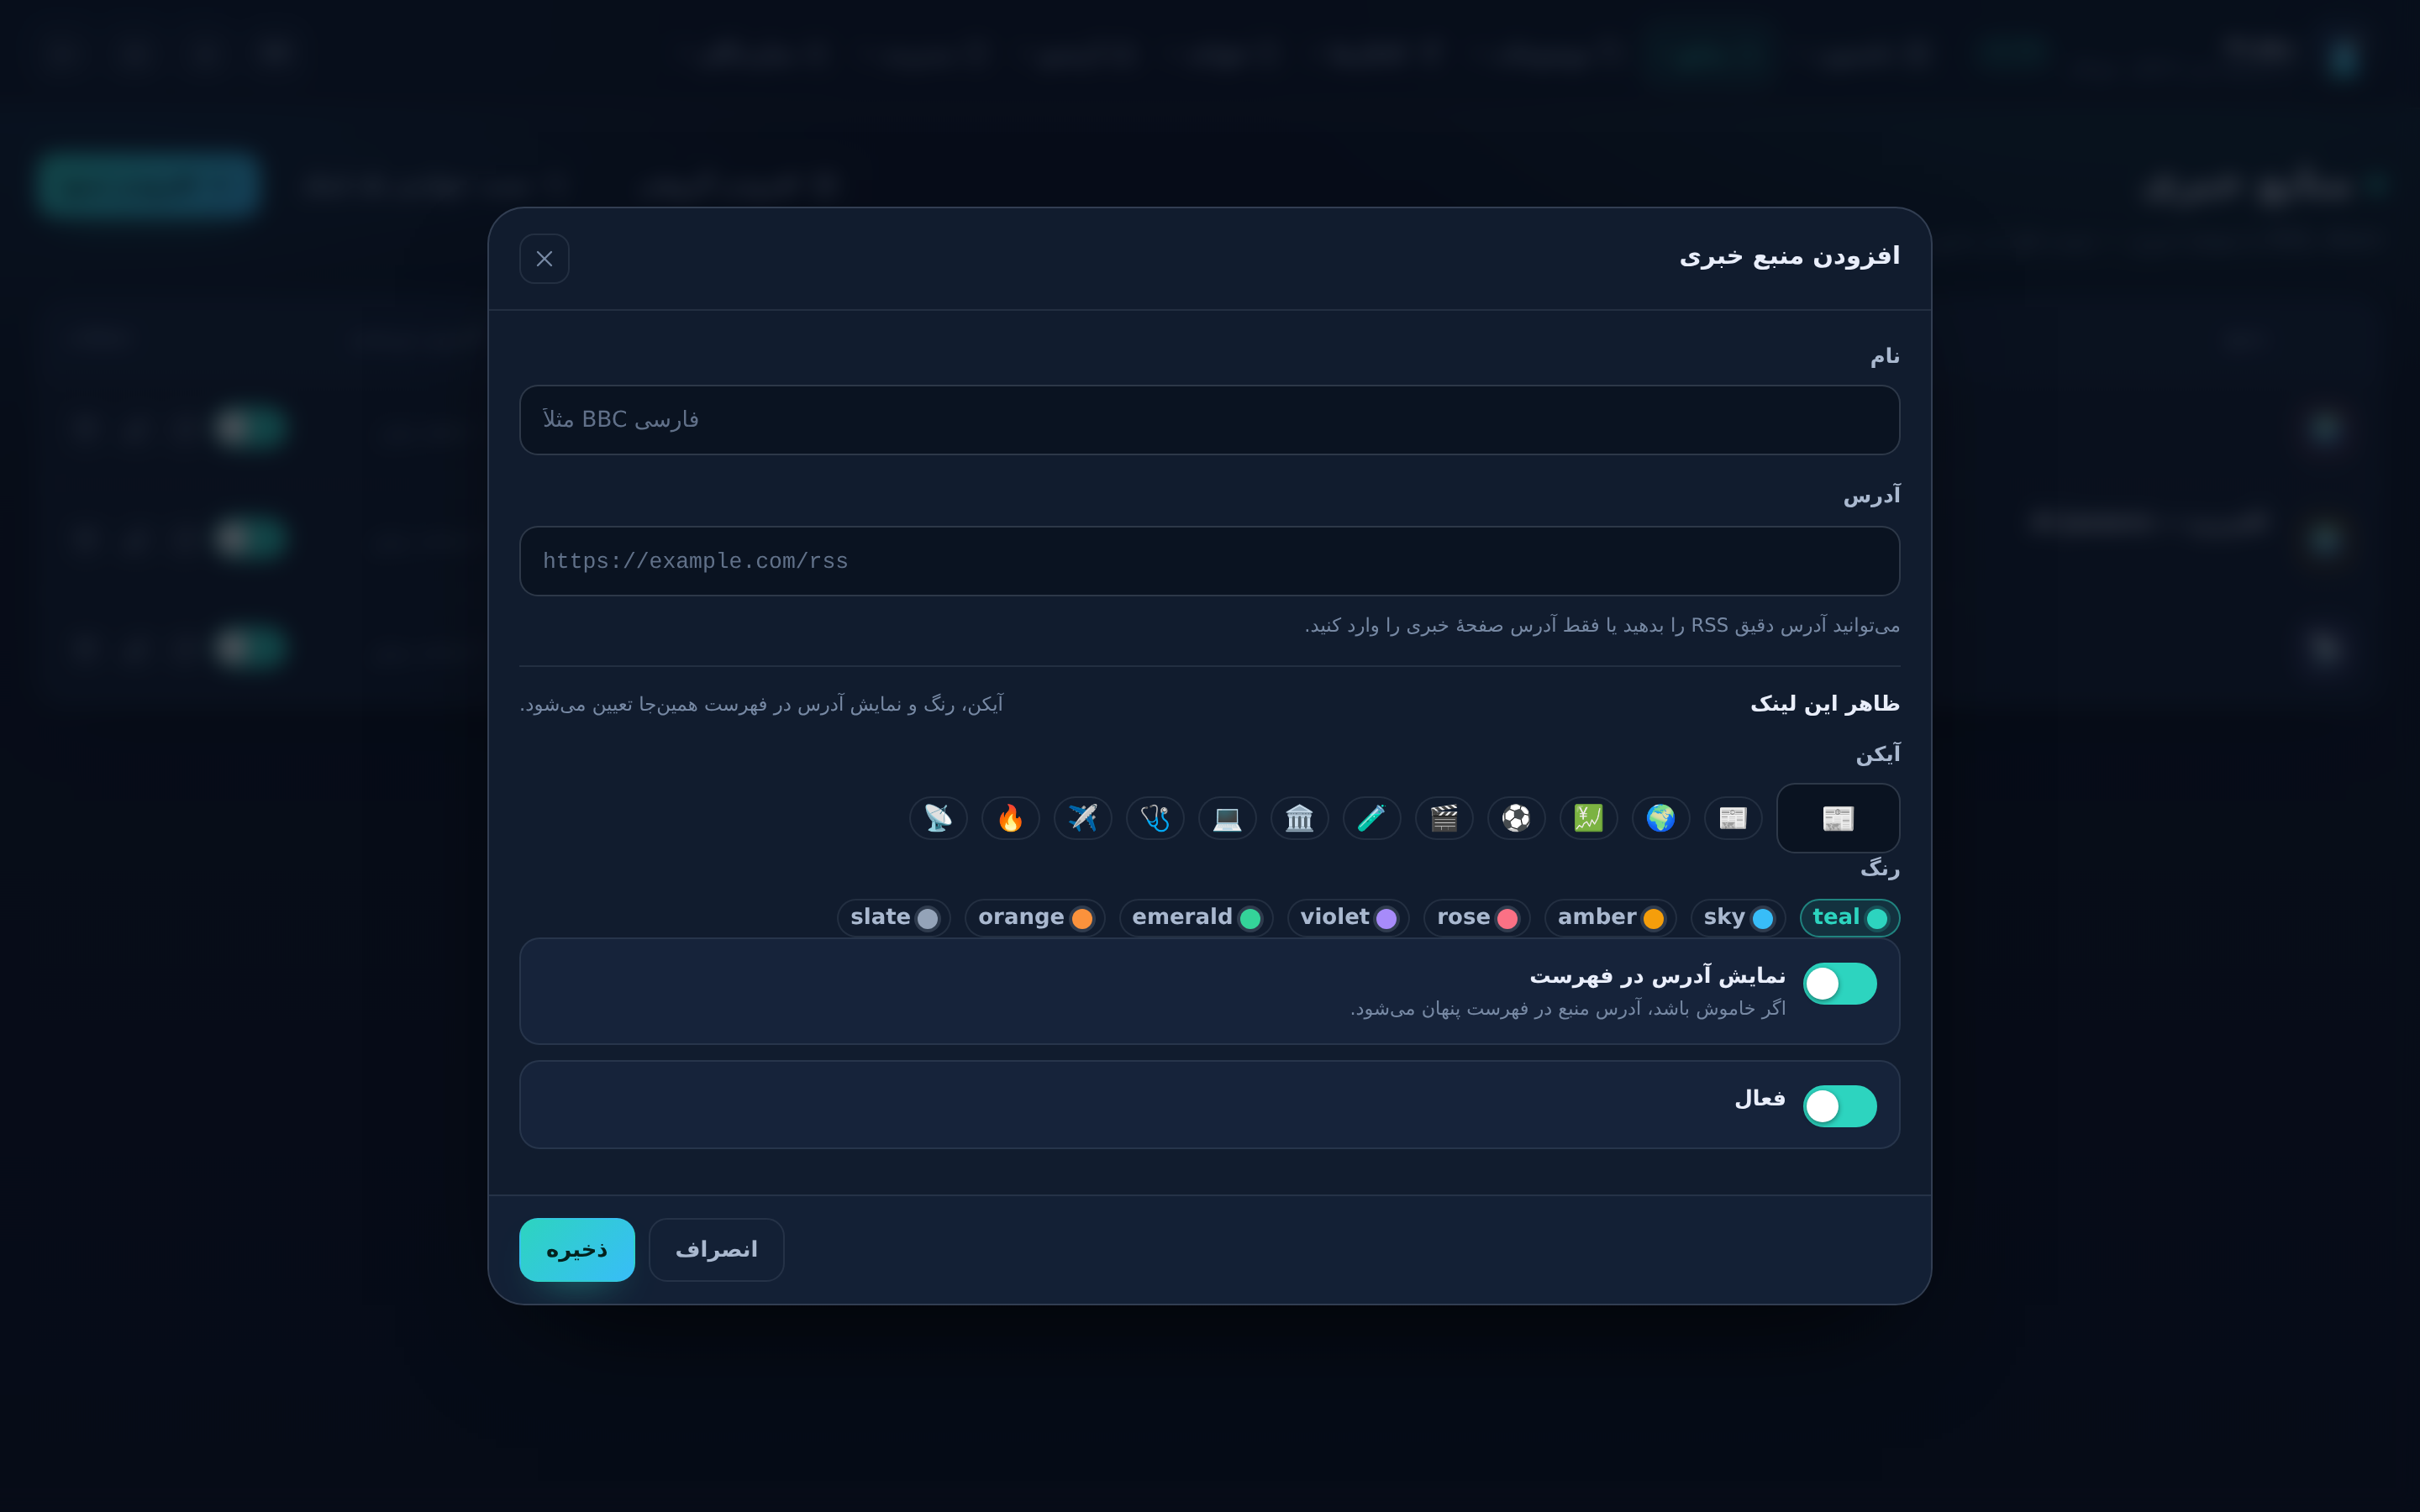 افزودن منبع خبری
نام
فارسی BBC مثلاً
آدرس
https://example.com/rss
می‌توانید آدرس دقیق RSS را بدهید یا فقط آدرس صفحهٔ خبری را وارد کنید.
ظاهر این لینک
آیکن، رنگ و نمایش آدرس در فهرست همین‌جا تعیین می‌شود.
آیکن
رنگ
teal sky amber rose violet emerald orange slate
نمایش آدرس در فهرست
اگر خاموش باشد، آدرس منبع در فهرست پنهان می‌شود.
فعال
انصراف
ذخیره